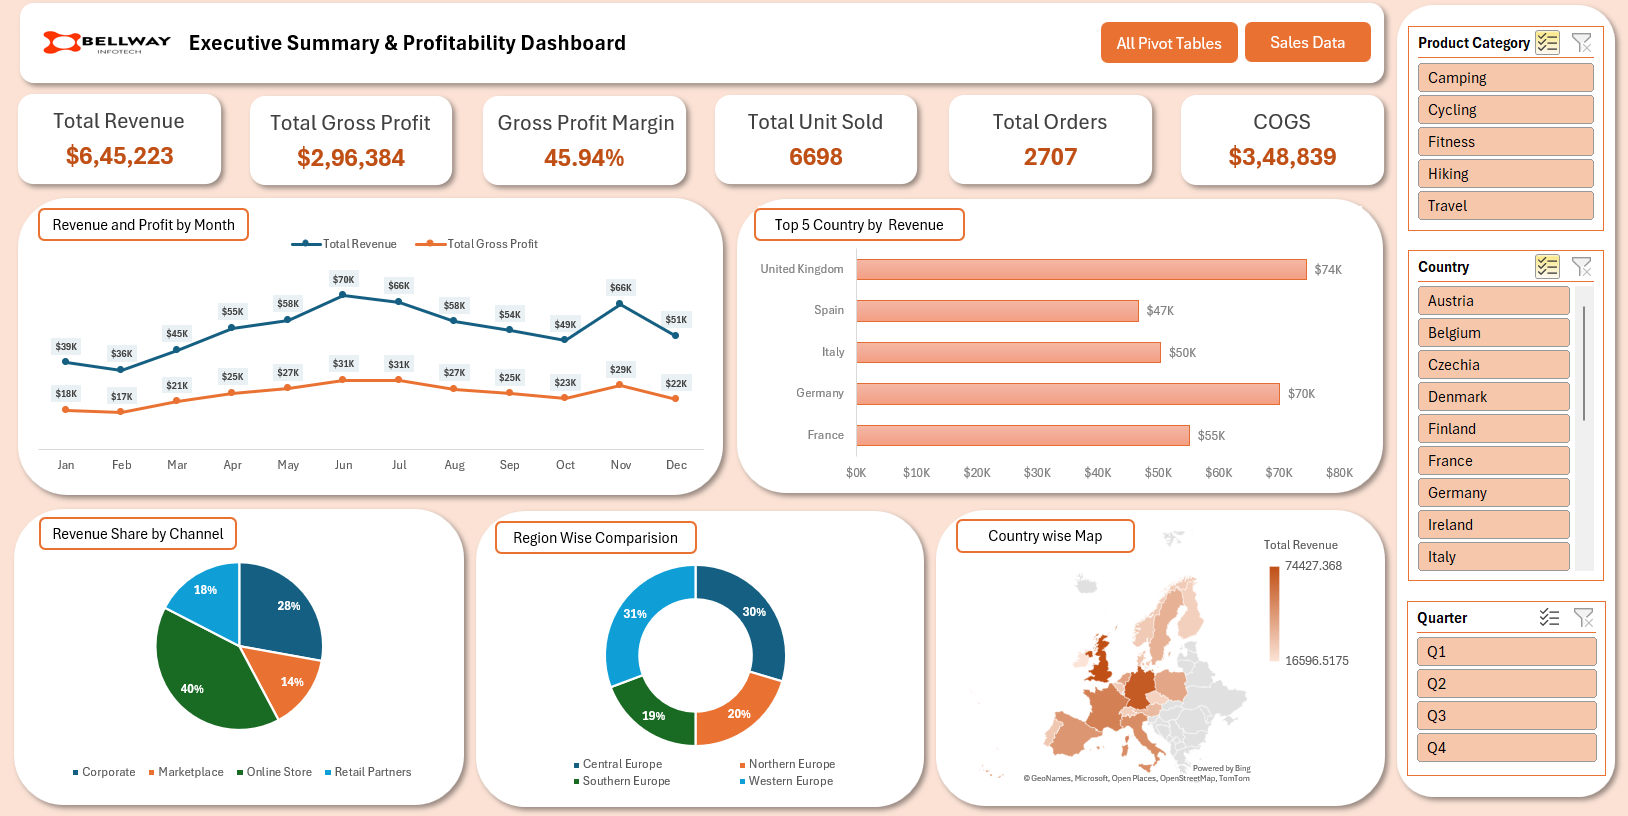 BELLWAY
INFOTECH
Executive Summary & Profitability Dashboard
All Pivot Tables
Sales Data
Total Revenue
$6,45,223
Total Gross Profit
$2,96,384
Gross Profit Margin
45.94%
Total Unit Sold
6698
Total Orders
2707
COGS
$3,48,839
Revenue and Profit by Month
Total Revenue
Total Gross Profit
$39K
$36K
$45K
$55K
$58K
$70K
$66K
$58K
$54K
$49K
$66K
$51K
$18K
$17K
$21K
$25K
$27K
$31K
$31K
$27K
$25K
$23K
$29K
$22K
Jan
Feb
Mar
Apr
May
Jun
Jul
Aug
Sep
Oct
Nov
Dec
Top 5 Country by Revenue
United Kingdom
$74K
Spain
$47K
Italy
$50K
Germany
$70K
France
$55K
$0K
$10K
$20K
$30K
$40K
$50K
$60K
$70K
$80K
Revenue Share by Channel
18%
28%
40%
14%
Corporate
Marketplace
Online Store
Retail Partners
Region Wise Comparision
31%
30%
19%
20%
Central Europe
Northern Europe
Southern Europe
Western Europe
Country wise Map
Total Revenue
74427.368
16596.5175
Powered by Bing
© GeoNames, Microsoft, Open Places, OpenStreetMap, TomTom
Product Category
Camping
Cycling
Fitness
Hiking
Travel
Country
Austria
Belgium
Czechia
Denmark
Finland
France
Germany
Ireland
Italy
Quarter
Q1
Q2
Q3
Q4